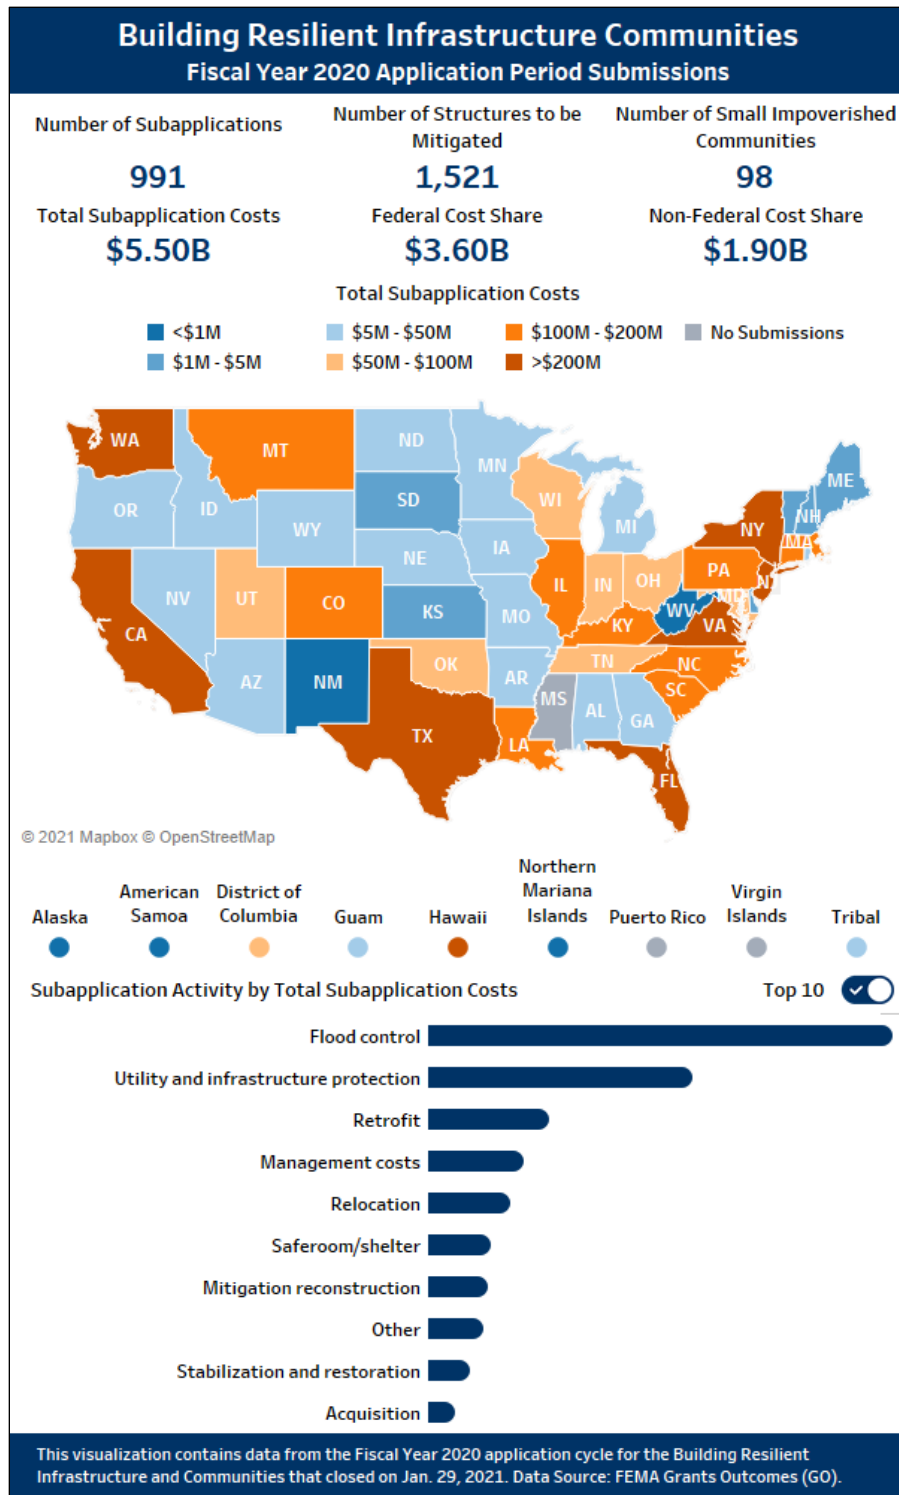 Building Resilient Infrastructure Communities
Fiscal Year 2020 Application Period Submissions
Number of Subapplications
991
Number of Structures to be
Mitigated
1,521
Number of Small Impoverished
Communities
98
Total Subapplication Costs
$5.50B
Federal Cost Share
$3.60B
Non-Federal Cost Share
$1.90B
Total Subapplication Costs
<$1M
$5M - $50M
$100M - $200M
No Submissions
$1M - $5M
$50M - $100M
>$200M
WA
MT
ND
MN
ME
OR
ID
SD
WI
NH
WY
MI
NY
MA
NE
IA
PA
NV
UT
CO
IL
IN
OH
NJ
CA
KS
MO
WV
MD
VA
KY
AZ
NM
OK
AR
TN
NC
SC
MS
AL
GA
TX
LA
FL
© 2021 Mapbox © OpenStreetMap
Alaska
American
Samoa
District of
Columbia
Guam
Hawaii
Northern
Mariana
Islands
Puerto Rico
Virgin
Islands
Tribal
Subapplication Activity by Total Subapplication Costs
Top 10
Flood control
Utility and infrastructure protection
Retrofit
Management costs
Relocation
Saferoom/shelter
Mitigation reconstruction
Other
Stabilization and restoration
Acquisition
This visualization contains data from the Fiscal Year 2020 application cycle for the Building Resilient
Infrastructure and Communities that closed on Jan. 29, 2021. Data Source: FEMA Grants Outcomes (GO).